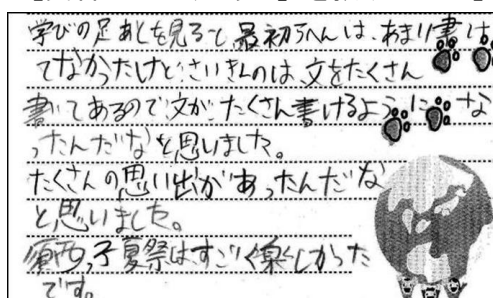 学びの足あとを見ると最初らへんは、あまり書け
てなかったけどさいきんのは、文をたくさん
書いてあるので文がたくさん書けるようにな
ったんだなと思いました。
たくさんの思い出があったんだな
と思いました。
西っ子夏祭はすごく楽しかった
です。